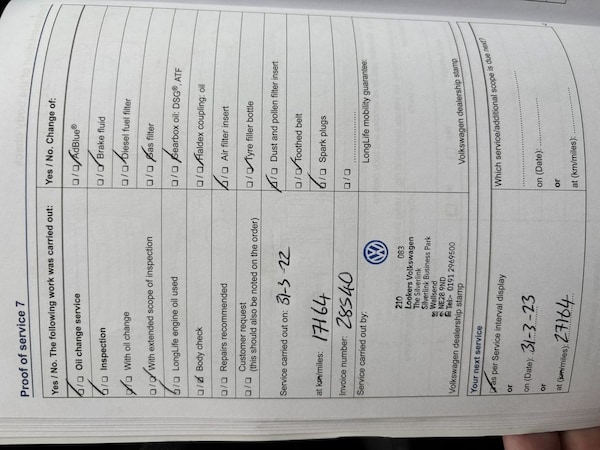 Proof of service 7
Yes / No. The following work was carried out:
Oil change service
Inspection
With oil change
With extended scope of inspection
LongLife engine oil used
Body check
Repairs recommended
Customer request
(this should also be noted on the order)
Service carried out on: 31-3-22
at km/miles: 17164
Invoice number: 28540
Service carried out by:
210 083
Lookers Volkswagen
The Silverlink
Silverlink Business Park
Wallsend
NE28 9ND
Tel:- 0191 2969500
Volkswagen dealership stamp
Yes / No. Change of:
AdBlue®
Brake fluid
Diesel fuel filter
Gas filter
Gearbox oil: DSG® ATF
Haldex coupling: oil
Air filter insert
Tyre filler bottle
Dust and pollen filter insert
Toothed belt
Spark plugs
LongLife mobility guarantee:
Volkswagen dealership stamp
Your next service
as per Service interval display
or
on (Date): 31-3-23
or
at (km/miles): 27164
Which service/additional scope is due next?
on (Date):
or
at (km/miles):